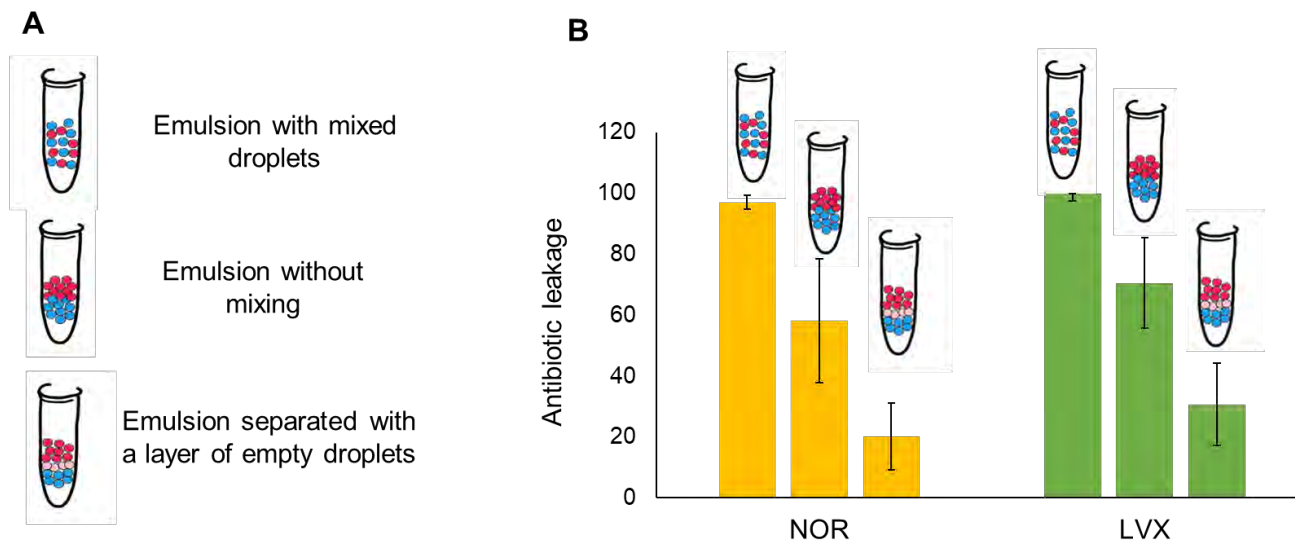 A
Emulsion with mixed
droplets
Emulsion without
mixing
Emulsion separated with
a layer of empty droplets
B
Antibiotic leakage
120
100
80
60
40
20
0
NOR
LVX